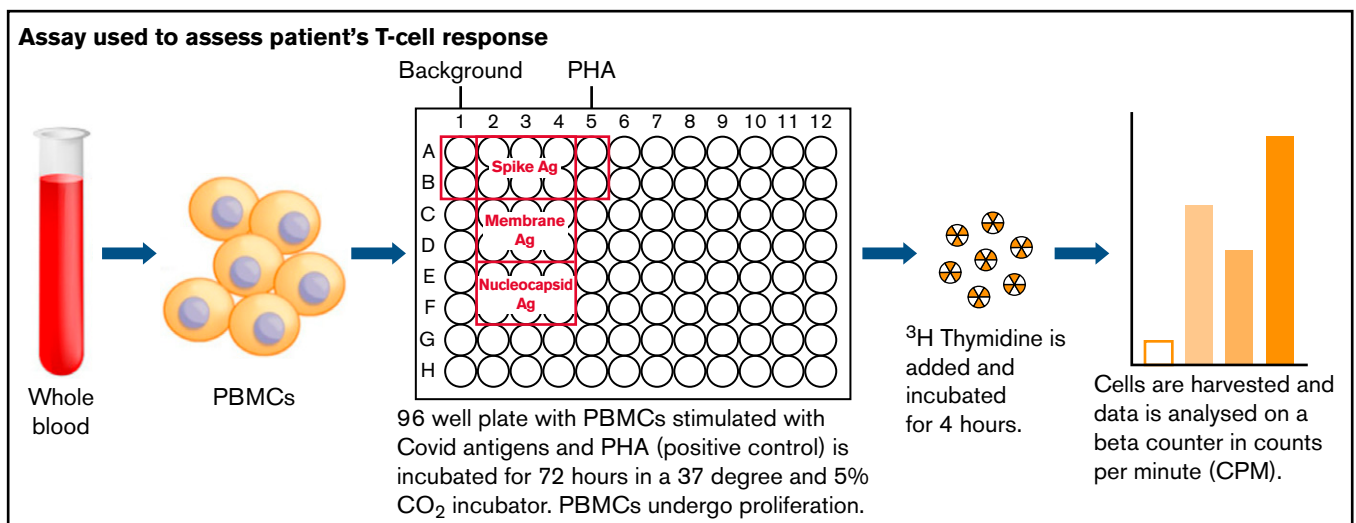 Assay used to assess patient's T-cell response
Background PHA
1 2 3 4 5 6 7 8 9 10 11 12
A
B
C
D
E
F
G
H
Spike Ag
Membrane
Ag
Nucleocapsid
Ag
Whole
blood
PBMCs
96 well plate with PBMCs stimulated with
Covid antigens and PHA (positive control) is
incubated for 72 hours in a 37 degree and 5%
CO₂ incubator. PBMCs undergo proliferation.
³H Thymidine is
added and
incubated
for 4 hours.
Cells are harvested and
data is analysed on a
beta counter in counts
per minute (CPM).